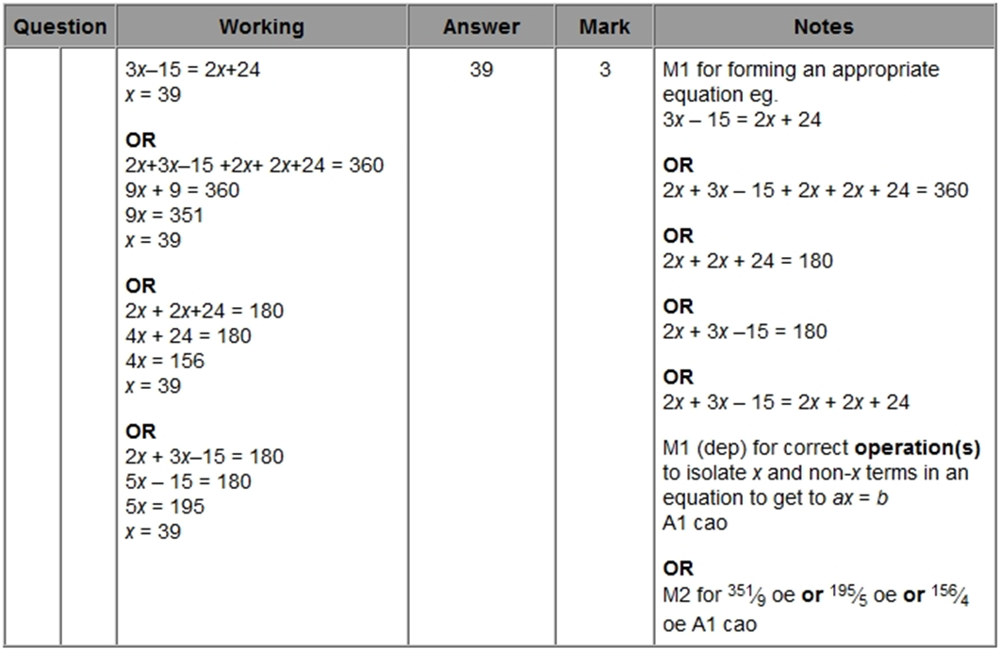 Question Working Answer Mark Notes
3x–15 = 2x+24
x = 39
OR
2x+3x–15 +2x+ 2x+24 = 360
9x + 9 = 360
9x = 351
x = 39
OR
2x + 2x+24 = 180
4x + 24 = 180
4x = 156
x = 39
OR
2x + 3x–15 = 180
5x – 15 = 180
5x = 195
x = 39
39
3
M1 for forming an appropriate
equation eg.
3x – 15 = 2x + 24
OR
2x + 3x – 15 + 2x + 2x + 24 = 360
OR
2x + 2x + 24 = 180
OR
2x + 3x –15 = 180
OR
2x + 3x – 15 = 2x + 2x + 24
M1 (dep) for correct operation(s)
to isolate x and non-x terms in an
equation to get to ax = b
A1 cao
OR
M2 for 351/9 oe or 195/5 oe or 156/4
oe A1 cao